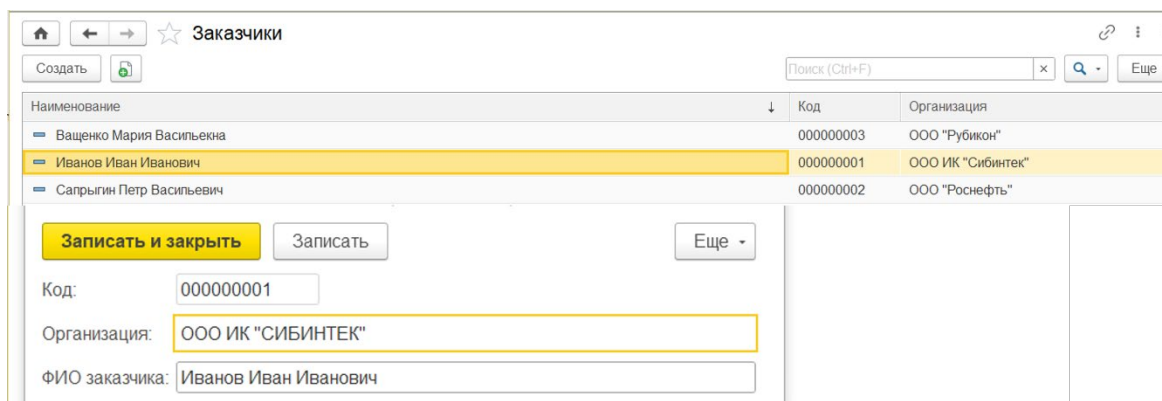 Заказчики
Создать Поиск (Ctrl+F) Еще
Наименование ↓ Код Организация
Ващенко Мария Васильекна 000000003 ООО "Рубикон"
Иванов Иван Иванович 000000001 ООО ИК "Сибинтек"
Сапрыгин Петр Васильевич 000000002 ООО "Роснефть"
Записать и закрыть Записать Еще
Код: 000000001
Организация: ООО ИК "СИБИНТЕК"
ФИО заказчика: Иванов Иван Иванович